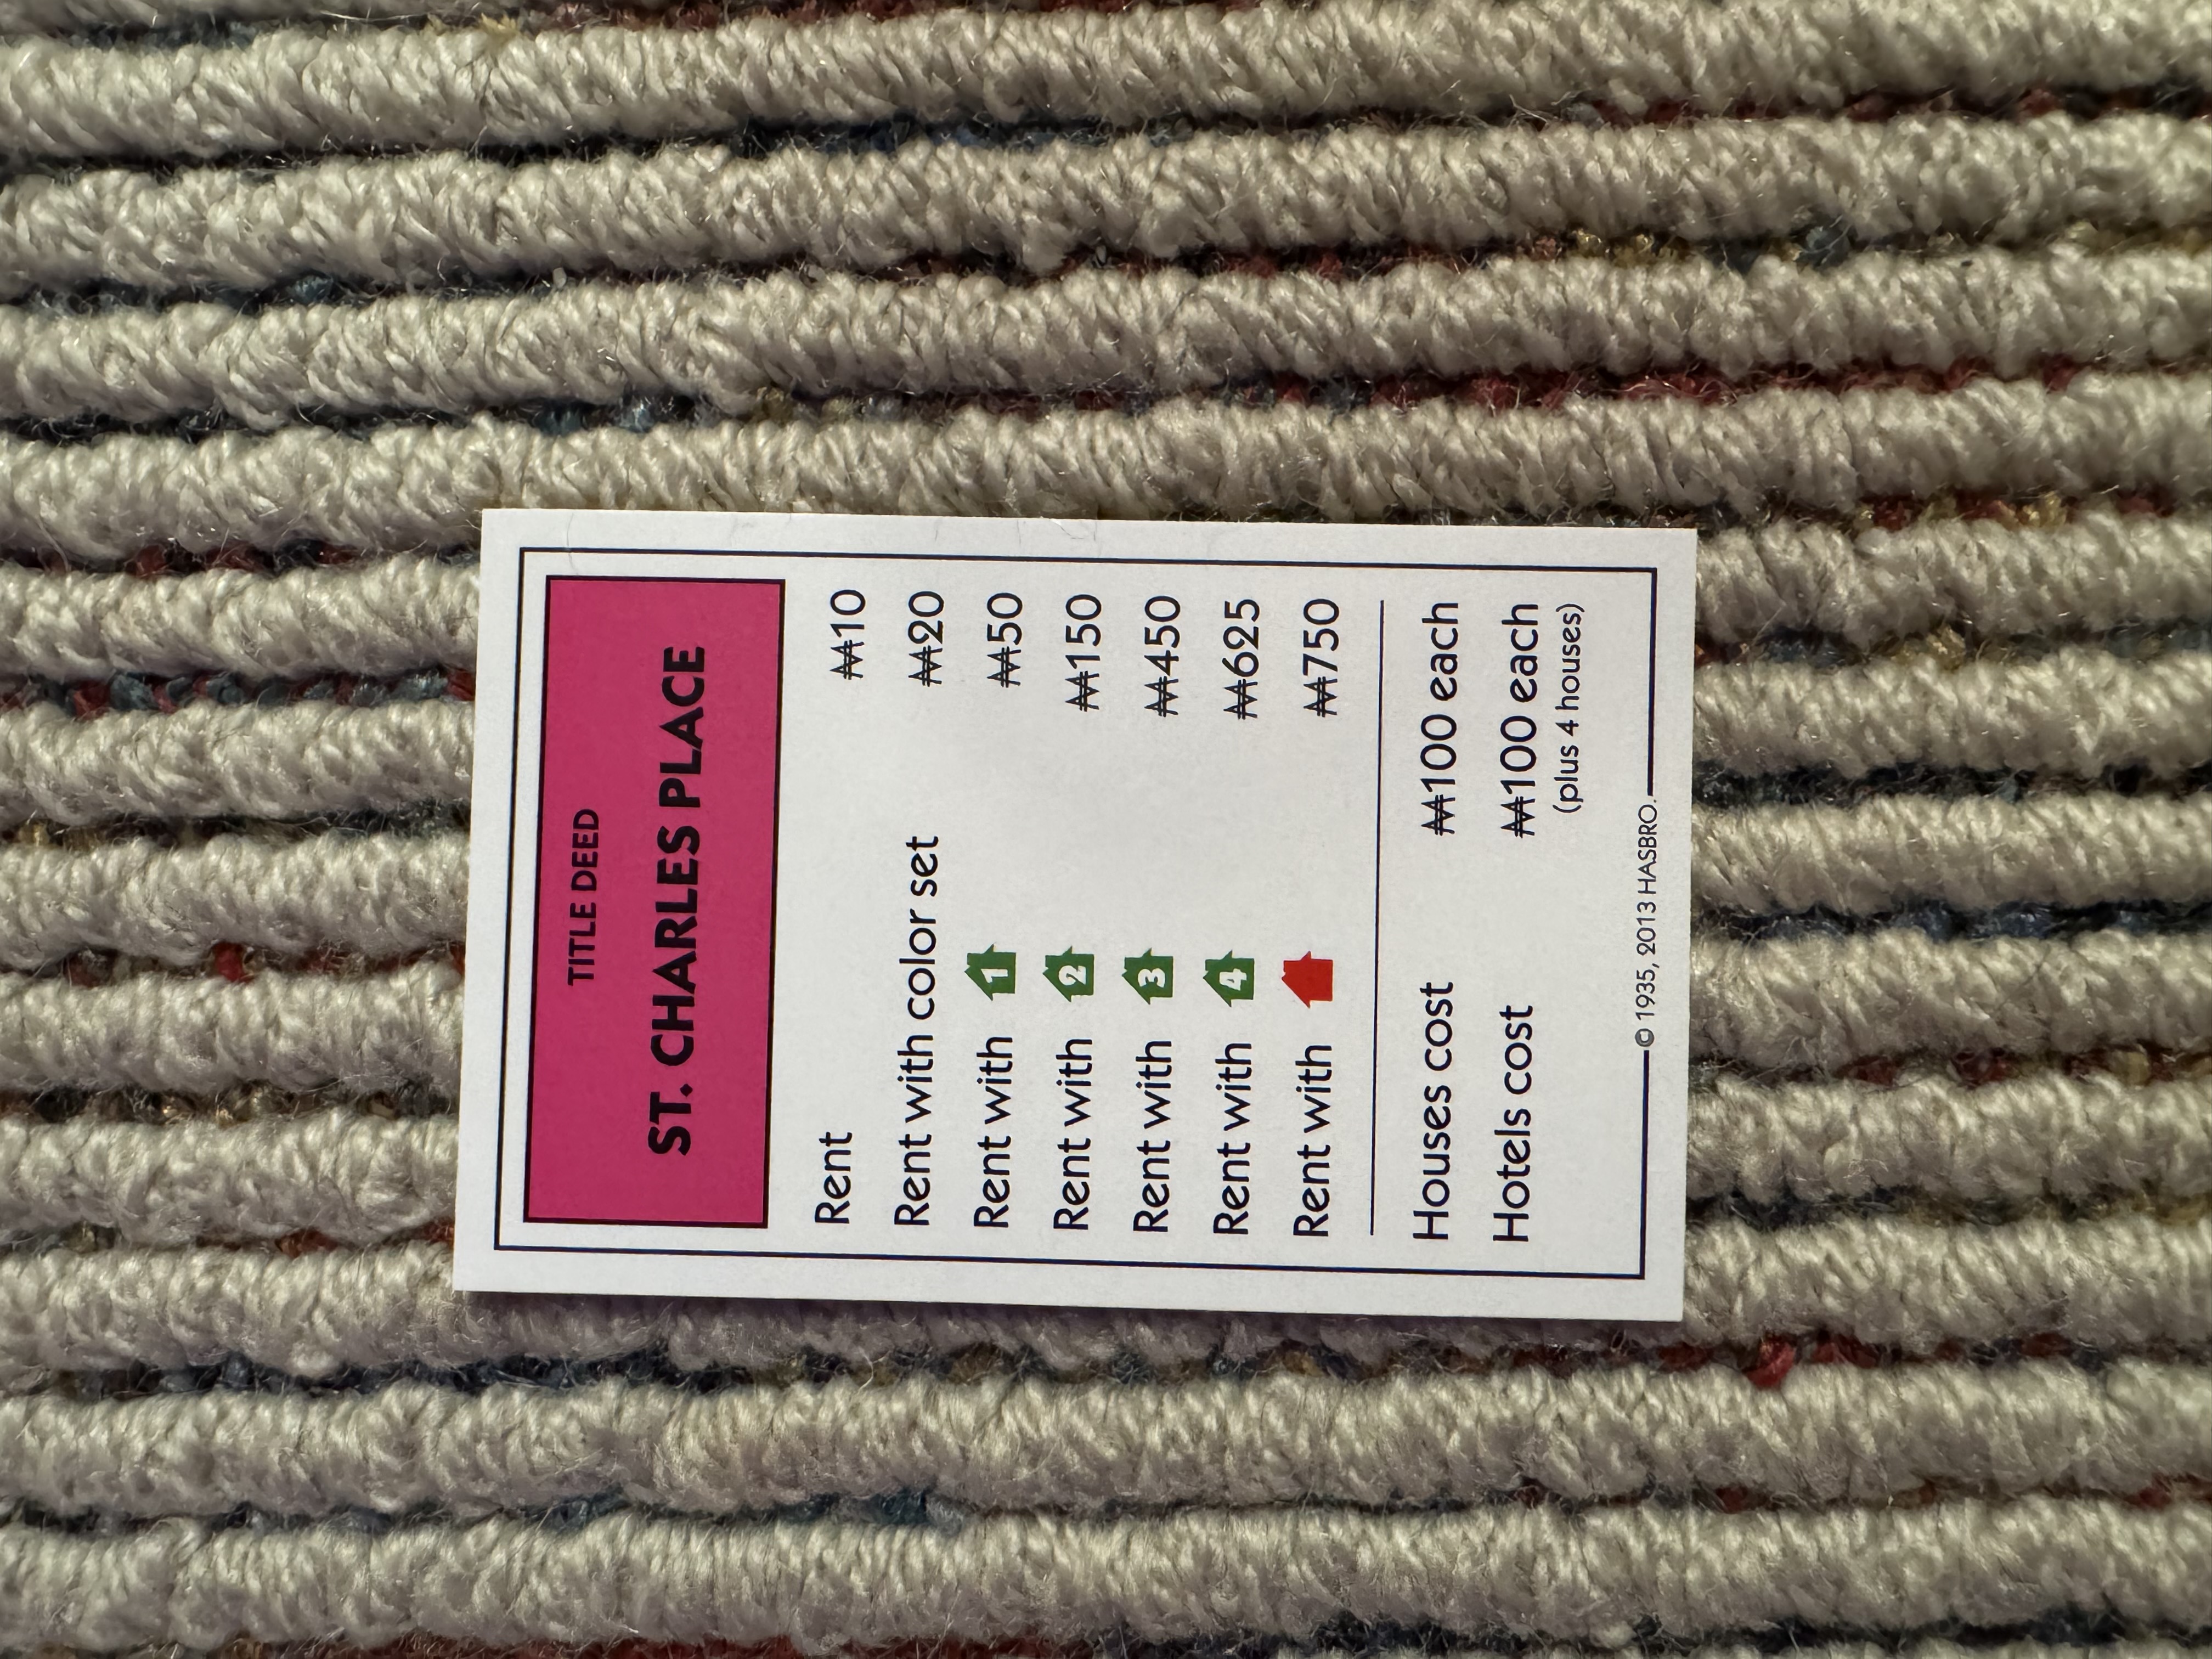 TITLE DEED
ST. CHARLES PLACE
Rent ₩10
Rent with color set ₩20
Rent with 1 ₩50
Rent with 2 ₩150
Rent with 3 ₩450
Rent with 4 ₩625
Rent with ₩750
Houses cost ₩100 each
Hotels cost ₩100 each
(plus 4 houses)
© 1935, 2013 HASBRO.